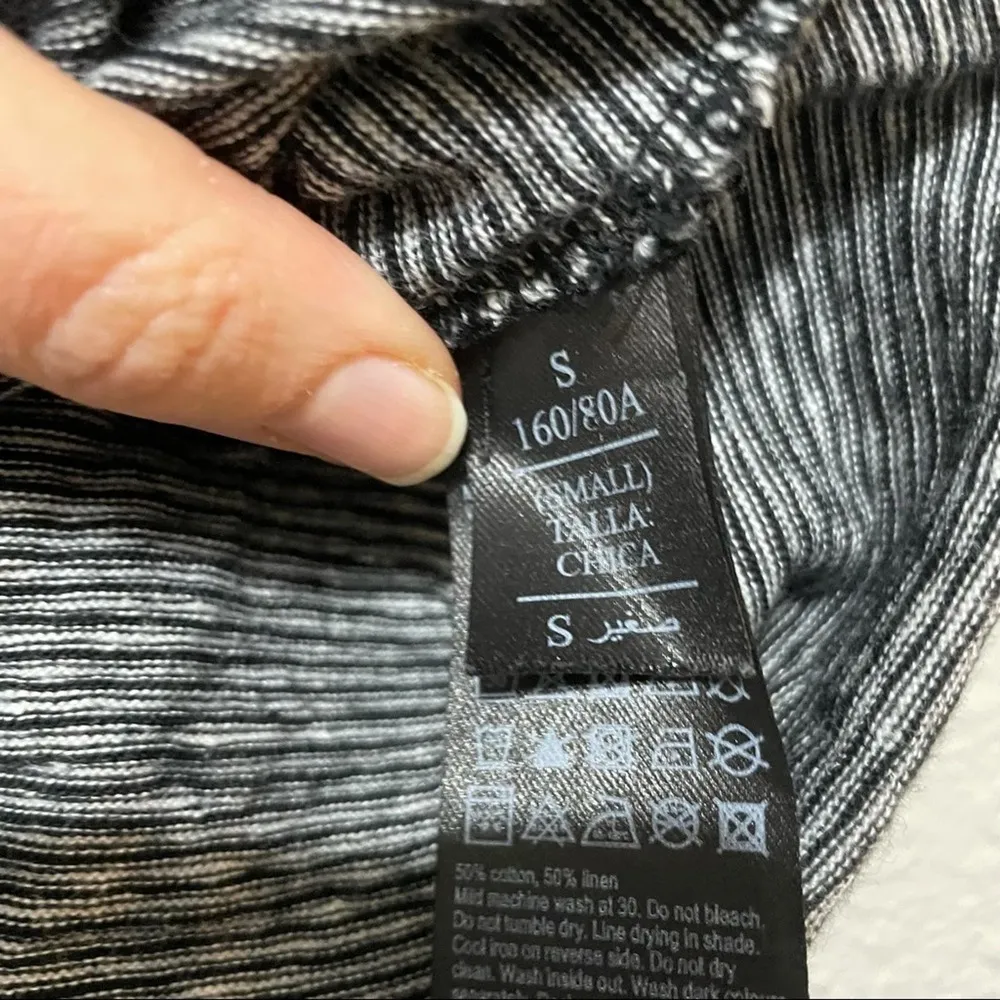 S
160/80A
(SMALL)
TALLA:
CHICA
S صغير
50% cotton, 50% linen
Mild machine wash at 30. Do not bleach.
Do not tumble dry. Line drying in shade.
Cool iron on reverse side. Do not dry
clean. Wash inside out. Wash dark colours
separately.